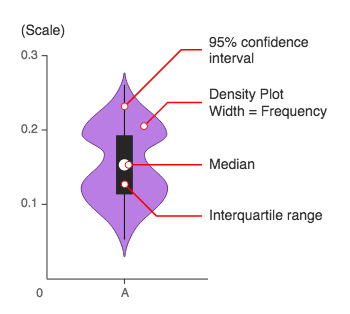 (Scale)
0.3
95% confidence
interval
Density Plot
Width = Frequency
0.2
Median
0.1
Interquartile range
0
A